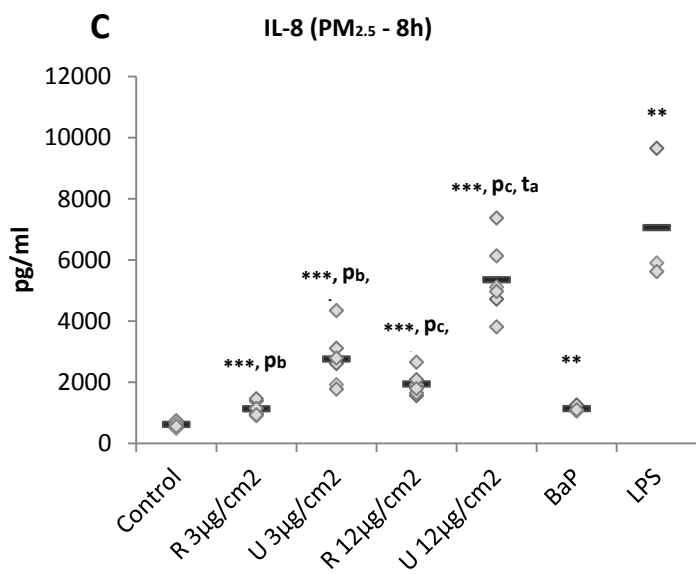 C
IL-8 (PM2.5 - 8h)
12000
10000
8000
6000
4000
2000
0
pg/ml
***, pb
***, pb,
***, pc,
***, pc, ta
**
**
Control
R 3µg/cm2
U 3µg/cm2
R 12µg/cm2
U 12µg/cm2
BaP
LPS